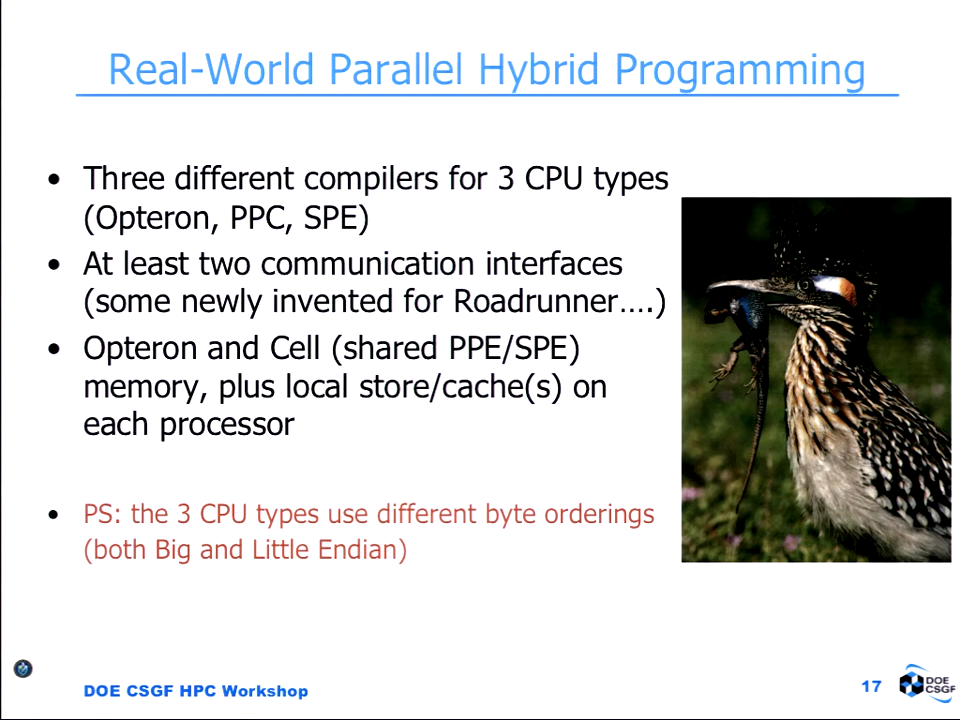 Real-World Parallel Hybrid Programming
• Three different compilers for 3 CPU types
(Opteron, PPC, SPE)
• At least two communication interfaces
(some newly invented for Roadrunner….)
• Opteron and Cell (shared PPE/SPE)
memory, plus local store/cache(s) on
each processor
• PS: the 3 CPU types use different byte orderings
(both Big and Little Endian)
DOE CSGF HPC Workshop
17
DOE
CSGF